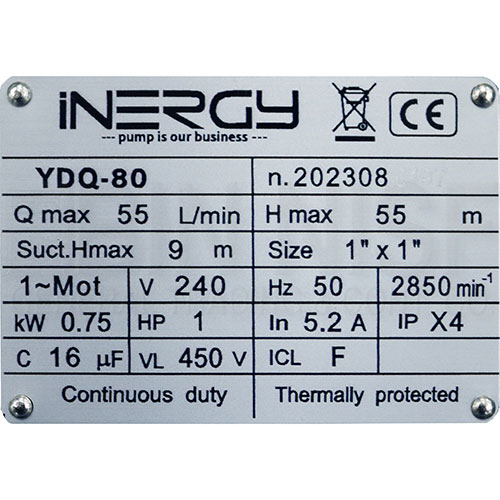 iNERGY CE
--- pump is our business ---
YDQ-80 n.202308
Q max 55 L/min H max 55 m
Suct.Hmax 9 m Size 1" x 1"
1~Mot V 240 Hz 50 2850 min⁻¹
kW 0.75 HP 1 In 5.2 A IP X4
C 16 µF VL 450 V ICL F
Continuous duty Thermally protected